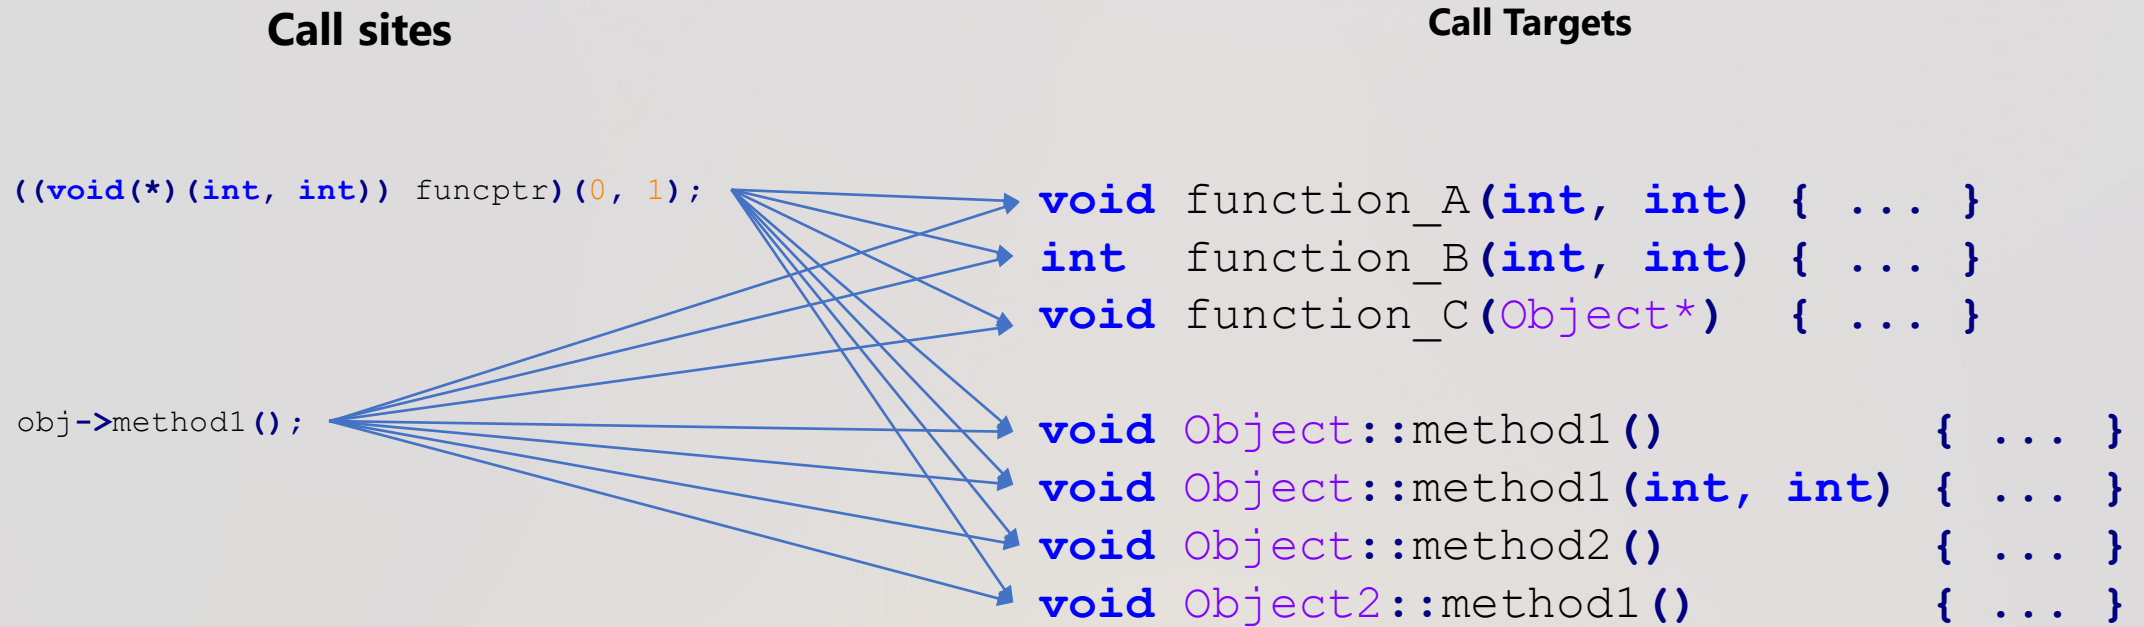 Call sites
Call Targets
((void(*)(int, int)) funcptr)(0, 1);
obj->method1();
void function_A(int, int) { ... }
int function_B(int, int) { ... }
void function_C(Object*) { ... }
void Object::method1() { ... }
void Object::method1(int, int) { ... }
void Object::method2() { ... }
void Object2::method1() { ... }